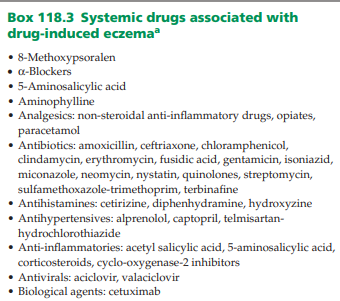 Box 118.3 Systemic drugs associated with
drug-induced eczemaa
• 8-Methoxypsoralen
• α-Blockers
• 5-Aminosalicylic acid
• Aminophylline
• Analgesics: non-steroidal anti-inflammatory drugs, opiates,
paracetamol
• Antibiotics: amoxicillin, ceftriaxone, chloramphenicol,
clindamycin, erythromycin, fusidic acid, gentamicin, isoniazid,
miconazole, neomycin, nystatin, quinolones, streptomycin,
sulfamethoxazole-trimethoprim, terbinafine
• Antihistamines: cetirizine, diphenhydramine, hydroxyzine
• Antihypertensives: alprenolol, captopril, telmisartan-
hydrochlorothiazide
• Anti-inflammatories: acetyl salicylic acid, 5-aminosalicylic acid,
corticosteroids, cyclo-oxygenase-2 inhibitors
• Antivirals: aciclovir, valaciclovir
• Biological agents: cetuximab